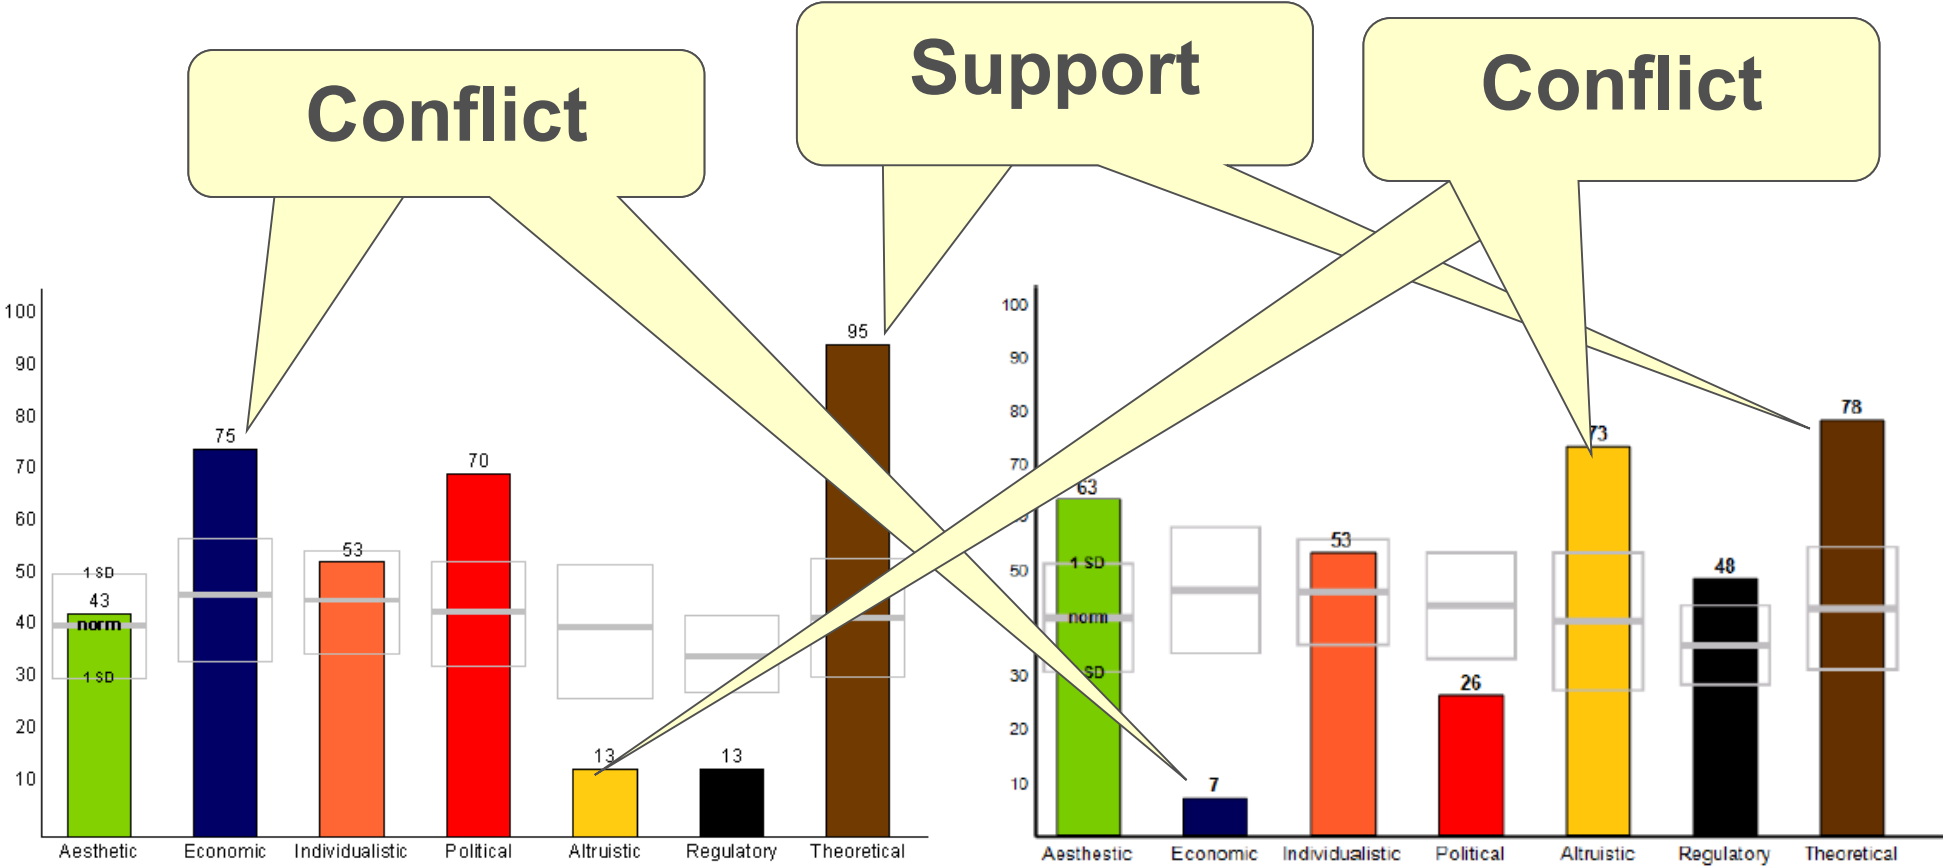 Conflict
Support
Conflict
100
90
80
70
60
50
40
30
20
10
75
70
95
53
43
13
13
1 SD
norm
1 SD
Aesthetic Economic Individualistic Political Altruistic Regulatory Theoretical
100
90
80
70
50
30
20
10
63
7
53
26
73
48
78
1 SD
norm
SD
Aesthestic Economic Individualistic Political Altruistic Regulatory Theoretical